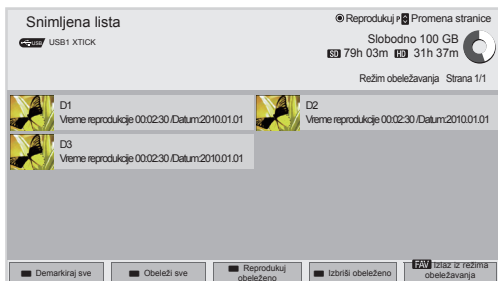 Snimljena lista
Reprodukuj P Promena stranice
USB USB1 XTICK
Slobodno 100 GB
SD 79h 03m HD 31h 37m
Režim obeležavanja Strana 1/1
D1
Vreme reprodukcije 00:02:30 /Datum:2010.01.01
D2
Vreme reprodukcije 00:02:30 /Datum:2010.01.01
D3
Vreme reprodukcije 00:02:30 /Datum:2010.01.01
Demarkiraj sve
Obeleži sve
Reprodukuj
obeleženo
Izbriši obeleženo
FAV Izlaz iz režima
obeležavanja